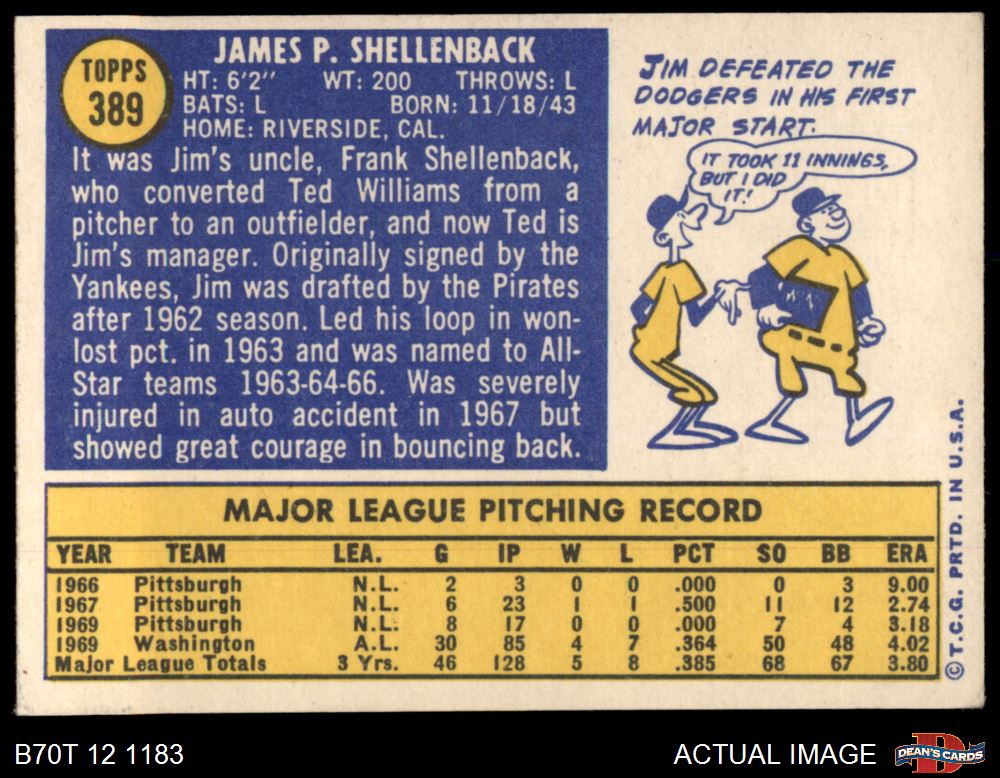 TOPPS
389
JAMES P. SHELLENBACK
HT: 6'2" WT: 200 THROWS: L
BATS: L BORN: 11/18/43
HOME: RIVERSIDE, CAL.
It was Jim's uncle, Frank Shellenback,
who converted Ted Williams from a
pitcher to an outfielder, and now Ted is
Jim's manager. Originally signed by the
Yankees, Jim was drafted by the Pirates
after 1962 season. Led his loop in won-
lost pct. in 1963 and was named to All-
Star teams 1963-64-66. Was severely
injured in auto accident in 1967 but
showed great courage in bouncing back.
JIM DEFEATED THE
DODGERS IN HIS FIRST
MAJOR START.
IT TOOK 11 INNINGS,
BUT I DID
IT!
MAJOR LEAGUE PITCHING RECORD
YEAR TEAM LEA. G IP W L PCT SO BB ERA
1966 Pittsburgh N.L. 2 3 0 0 .000 0 3 9.00
1967 Pittsburgh N.L. 6 23 1 1 .500 11 12 2.74
1969 Pittsburgh N.L. 8 17 0 0 .000 7 4 3.18
1969 Washington A.L. 30 85 4 7 .364 50 48 4.02
Major League Totals 3 Yrs. 46 128 5 8 .385 68 67 3.80
© T.C.G. PRTD. IN U.S.A.
B70T 12 1183
ACTUAL IMAGE
DEAN'S CARDS